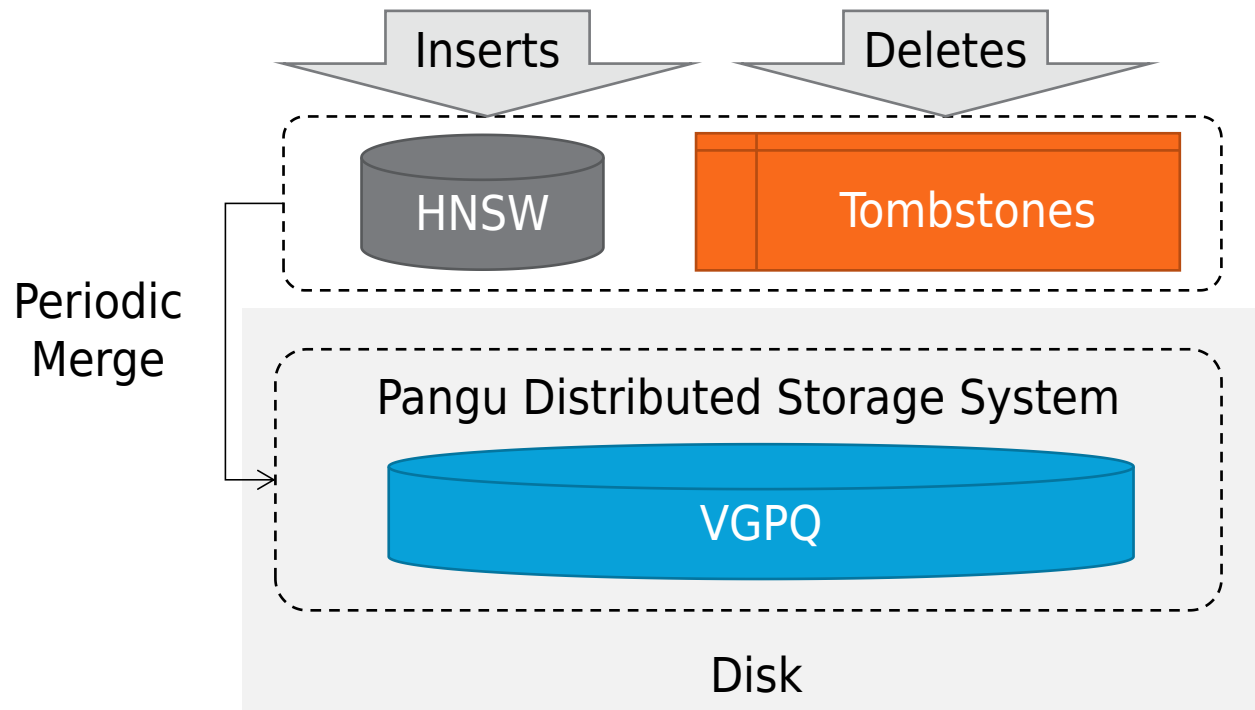 Inserts
Deletes
HNSW
Tombstones
Periodic
Merge
Pangu Distributed Storage System
VGPQ
Disk